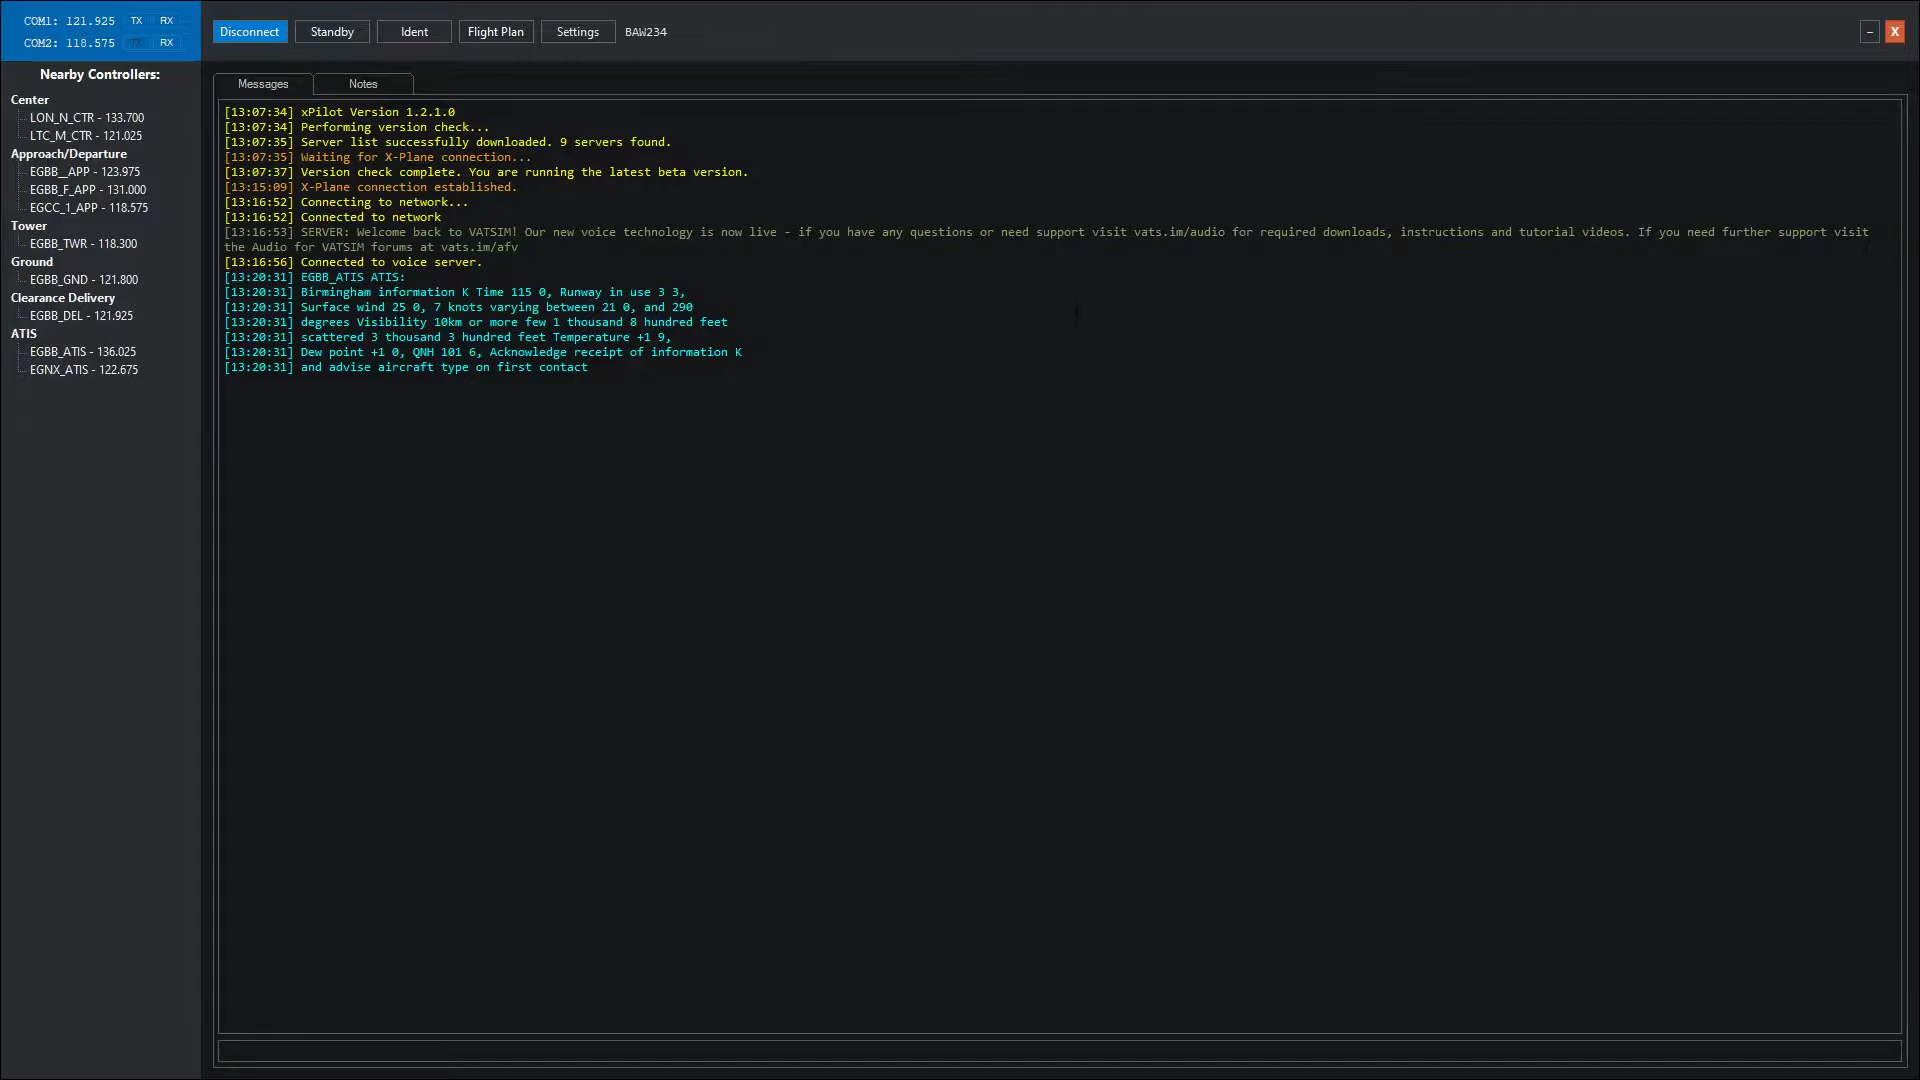 COM1: 121.925 TX RX
COM2: 118.575 TX RX
Disconnect Standby Ident Flight Plan Settings BAW234 – X
Nearby Controllers:
Center
LON_N_CTR - 133.700
LTC_M_CTR - 121.025
Approach/Departure
EGBB__APP - 123.975
EGBB_F_APP - 131.000
EGCC_1_APP - 118.575
Tower
EGBB_TWR - 118.300
Ground
EGBB_GND - 121.800
Clearance Delivery
EGBB_DEL - 121.925
ATIS
EGBB_ATIS - 136.025
EGNX_ATIS - 122.675
Messages Notes
[13:07:34] xPilot Version 1.2.1.0
[13:07:34] Performing version check...
[13:07:35] Server list successfully downloaded. 9 servers found.
[13:07:35] Waiting for X-Plane connection...
[13:07:37] Version check complete. You are running the latest beta version.
[13:15:09] X-Plane connection established.
[13:16:52] Connecting to network...
[13:16:52] Connected to network
[13:16:53] SERVER: Welcome back to VATSIM! Our new voice technology is now live - if you have any questions or need support visit vats.im/audio for required downloads, instructions and tutorial videos. If you need further support visit
the Audio for VATSIM forums at vats.im/afv
[13:16:56] Connected to voice server.
[13:20:31] EGBB_ATIS ATIS:
[13:20:31] Birmingham information K Time 115 0, Runway in use 3 3,
[13:20:31] Surface wind 25 0, 7 knots varying between 21 0, and 290
[13:20:31] degrees Visibility 10km or more few 1 thousand 8 hundred feet
[13:20:31] scattered 3 thousand 3 hundred feet Temperature +1 9,
[13:20:31] Dew point +1 0, QNH 101 6, Acknowledge receipt of information K
[13:20:31] and advise aircraft type on first contact